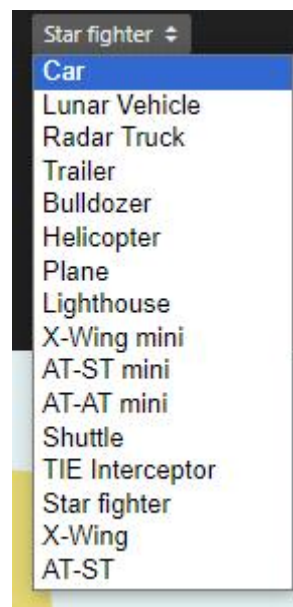 Star fighter
Car
Lunar Vehicle
Radar Truck
Trailer
Bulldozer
Helicopter
Plane
Lighthouse
X-Wing mini
AT-ST mini
AT-AT mini
Shuttle
TIE Interceptor
Star fighter
X-Wing
AT-ST